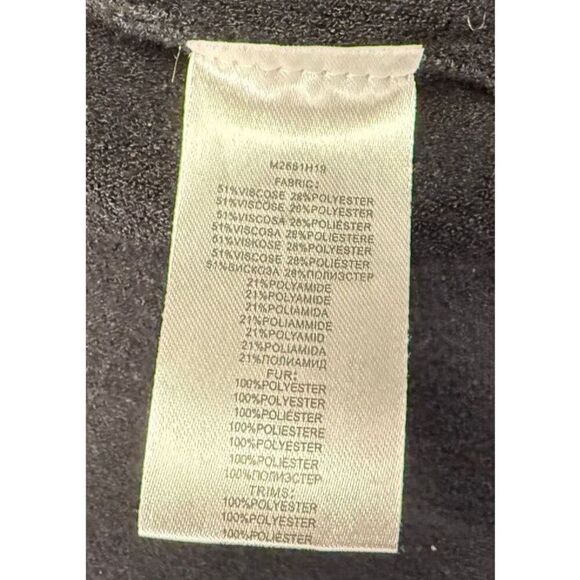 M2661H19
FABRIC:
51%VISCOSE 28%POLYESTER
51%VISCOSE 28%POLYESTER
51%VISCOSA 28%POLIÉSTER
51%VISCOSA 28%POLIESTERE
51%VISKOSE 28%POLYESTER
51%VISCOSE 28%POLIÉSTER
51%ВИСКОЗА 28%ПОЛИЭСТЕР
21%POLYAMIDE
21%POLYAMIDE
21%POLIAMIDA
21%POLIAMMIDE
21%POLYAMID
21%POLIAMIDA
21%ПОЛИАМИД
FUR:
100%POLYESTER
100%POLYESTER
100%POLIÉSTER
100%POLIESTERE
100%POLYESTER
100%POLIÉSTER
100%ПОЛИЭСТЕР
TRIMS:
100%POLYESTER
100%POLYESTER
100%POLIÉSTER